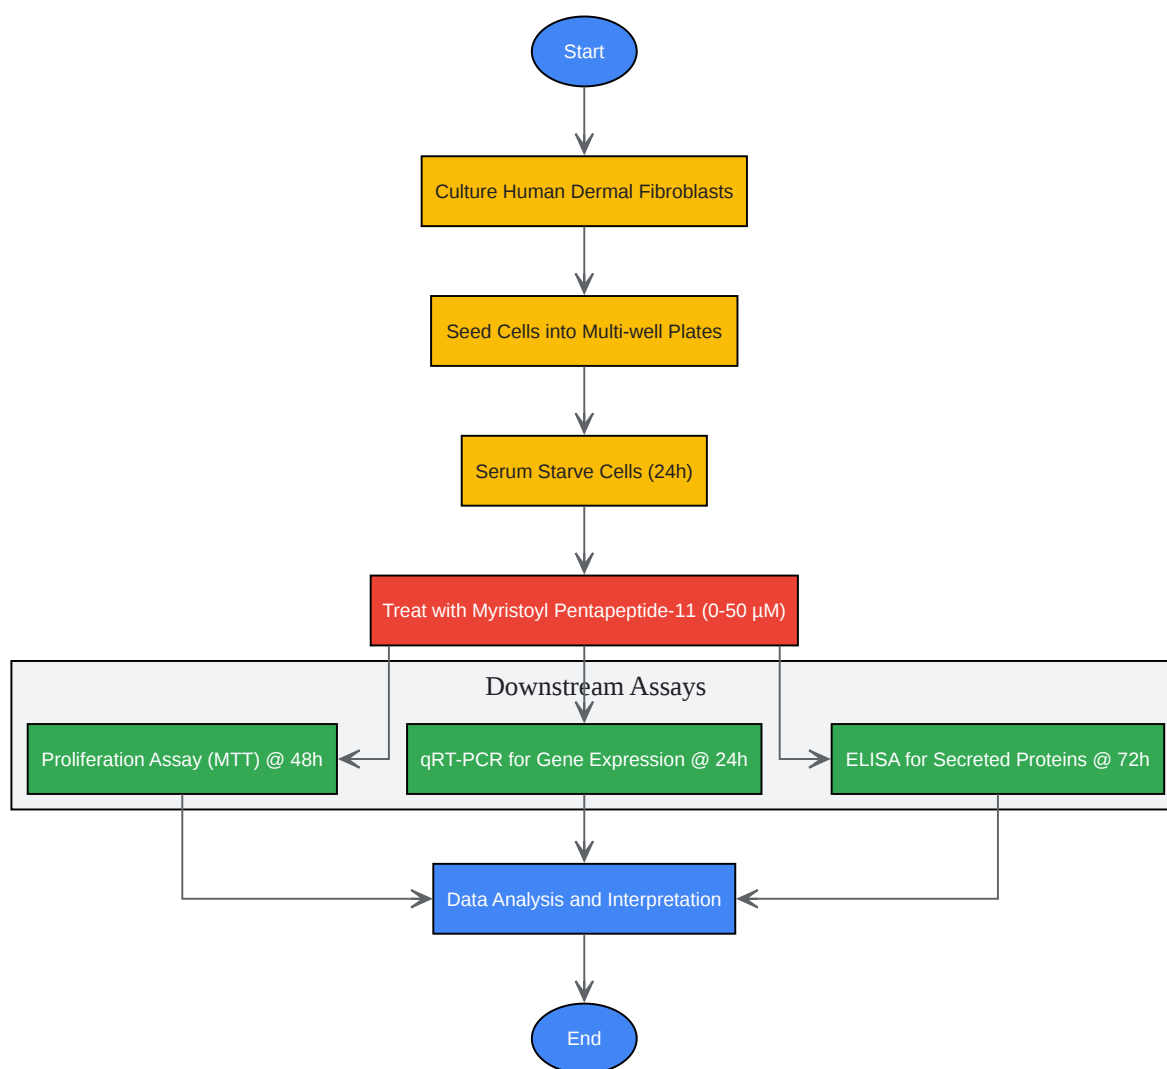 Start
Culture Human Dermal Fibroblasts
Seed Cells into Multi-well Plates
Serum Starve Cells (24h)
Treat with Myristoyl Pentapeptide-11 (0-50 µM)
Downstream Assays
Proliferation Assay (MTT) @ 48h
qRT-PCR for Gene Expression @ 24h
ELISA for Secreted Proteins @ 72h
Data Analysis and Interpretation
End